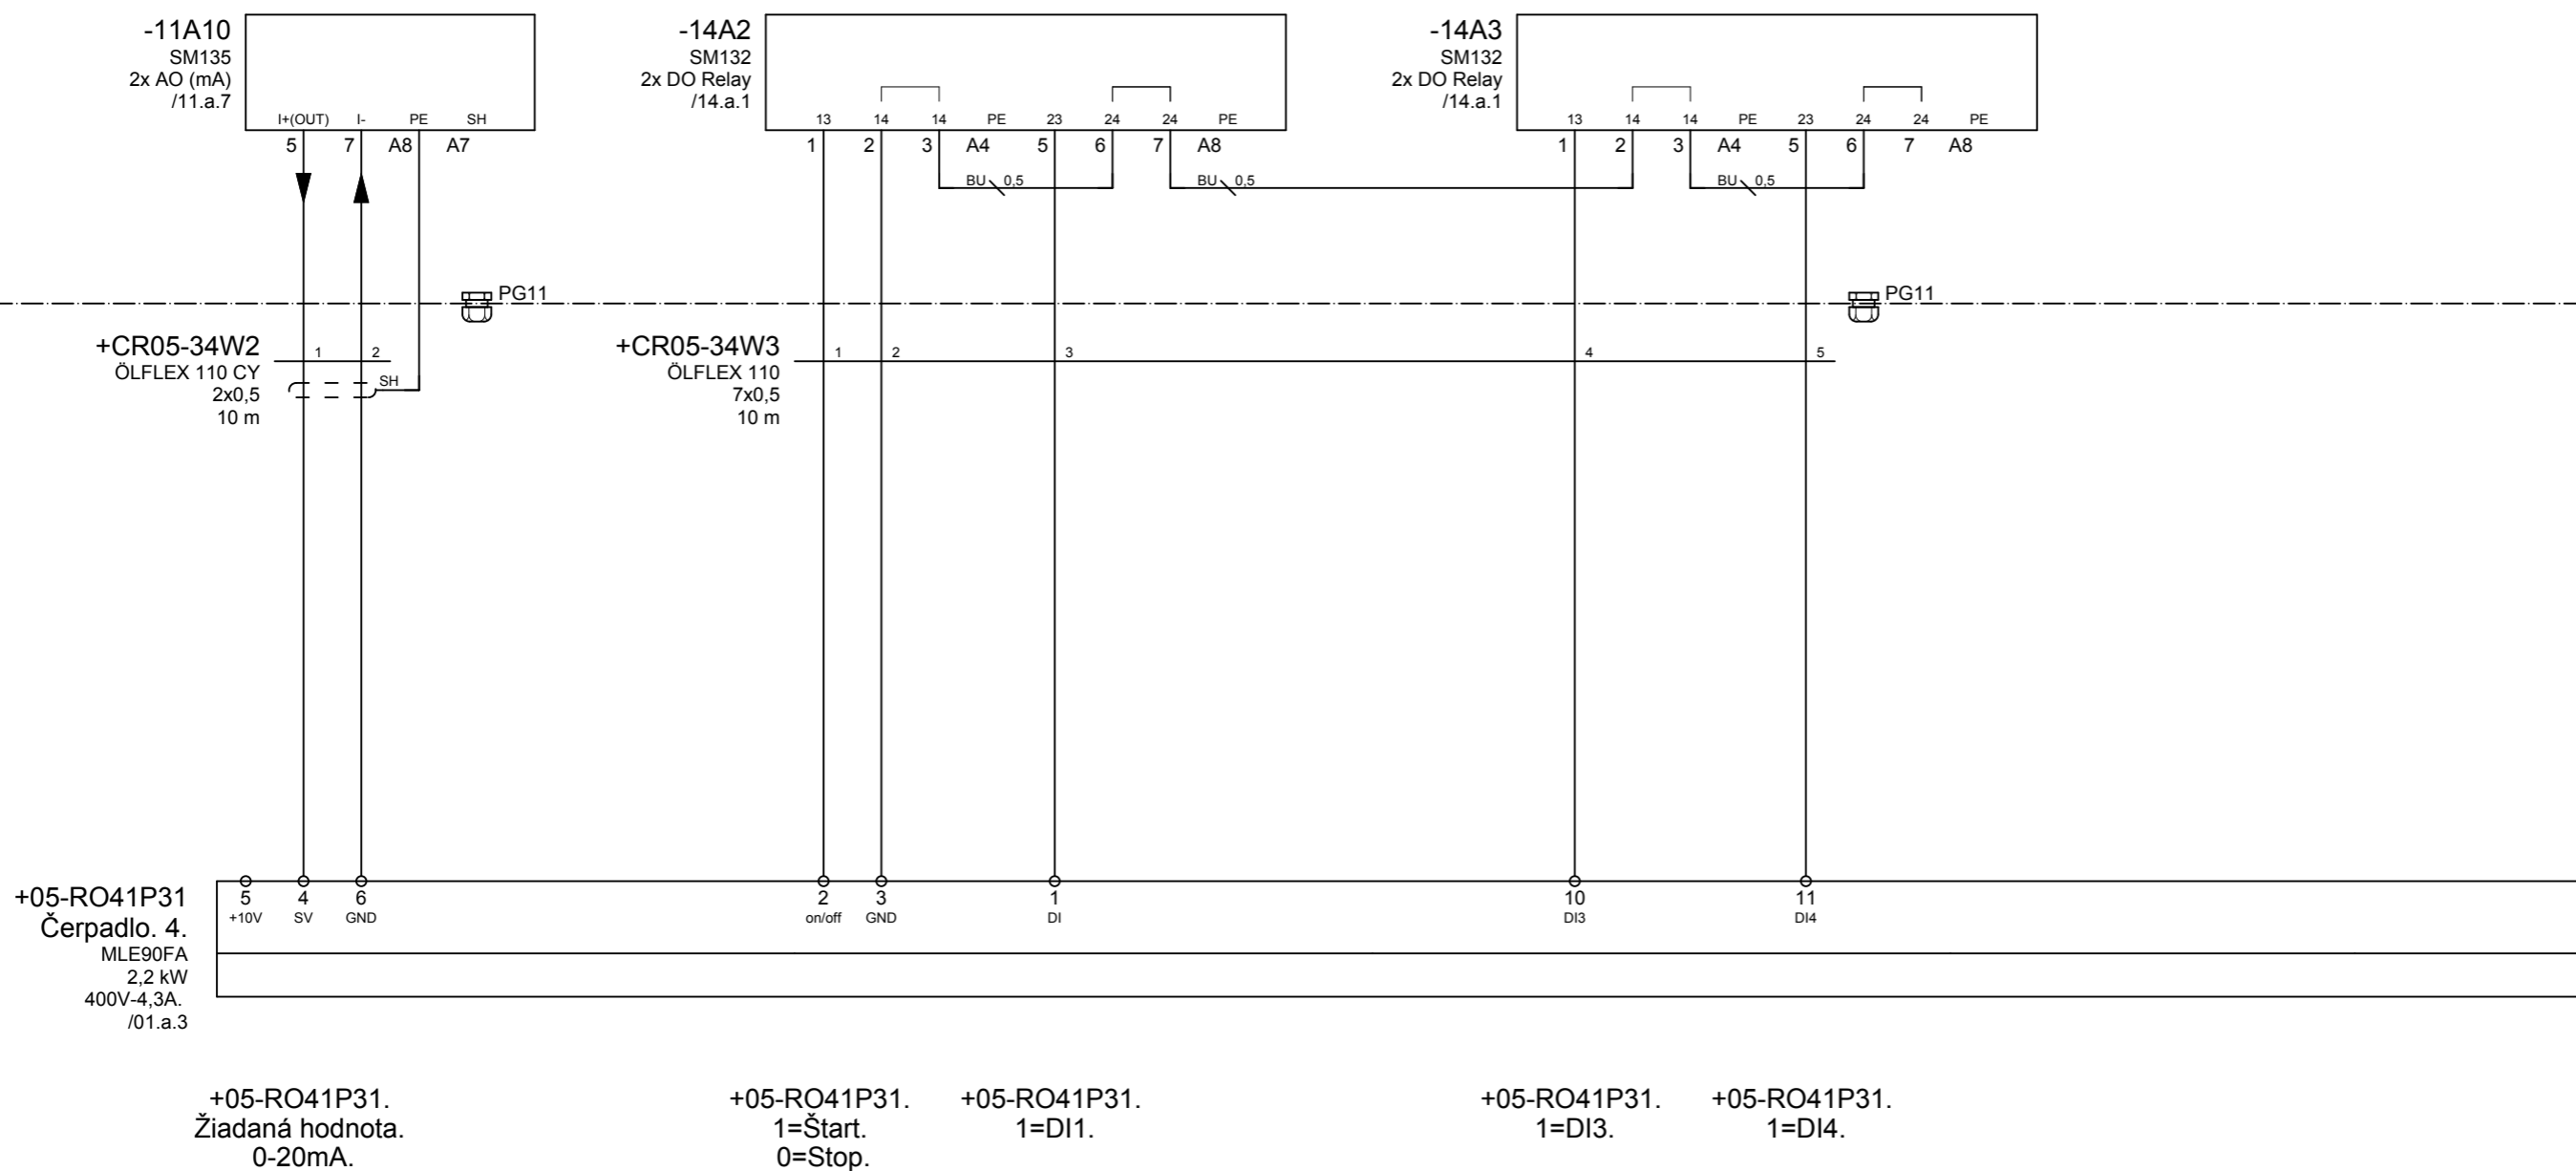 -11A10
SM135
2x AO (mA)
/11.a.7
I+(OUT) I- PE SH
5 7 A8 A7
-14A2
SM132
2x DO Relay
/14.a.1
13 14 14 PE 23 24 24 PE
1 2 3 A4 5 6 7 A8
BU 0,5 BU 0,5
-14A3
SM132
2x DO Relay
/14.a.1
13 14 14 PE 23 24 24 PE
1 2 3 A4 5 6 7 A8
BU 0,5
PG11
PG11
+CR05-34W2
ÖLFLEX 110 CY
2x0,5
10 m
1 2
SH
+CR05-34W3
ÖLFLEX 110
7x0,5
10 m
1 2 3 4 5
+05-RO41P31
Čerpadlo. 4.
MLE90FA
2,2 kW
400V-4,3A.
/01.a.3
5 4 6 2 3 1 10 11
+10V SV GND on/off GND DI DI3 DI4
+05-RO41P31.
Žiadaná hodnota.
0-20mA.
+05-RO41P31.
1=Štart.
0=Stop.
+05-RO41P31.
1=DI1.
+05-RO41P31.
1=DI3.
+05-RO41P31.
1=DI4.